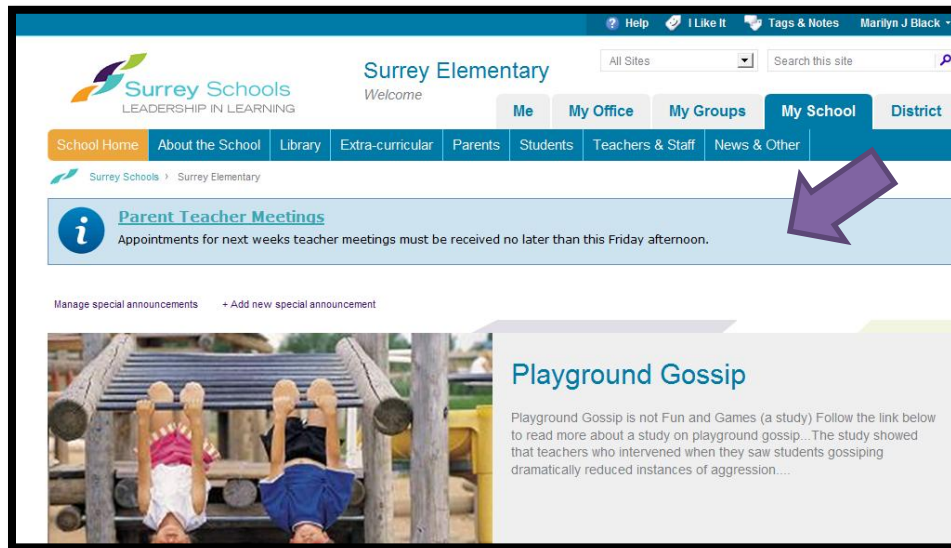 Help I Like It Tags & Notes Marilyn J Black
Surrey Schools
LEADERSHIP IN LEARNING
Surrey Elementary
Welcome
All Sites Search this site
Me My Office My Groups My School District
School Home About the School Library Extra-curricular Parents Students Teachers & Staff News & Other
Surrey Schools › Surrey Elementary
i
Parent Teacher Meetings
Appointments for next weeks teacher meetings must be received no later than this Friday afternoon.
Manage special announcements + Add new special announcement
Playground Gossip
Playground Gossip is not Fun and Games (a study) Follow the link below
to read more about a study on playground gossip...The study showed
that teachers who intervened when they saw students gossiping
dramatically reduced instances of aggression....